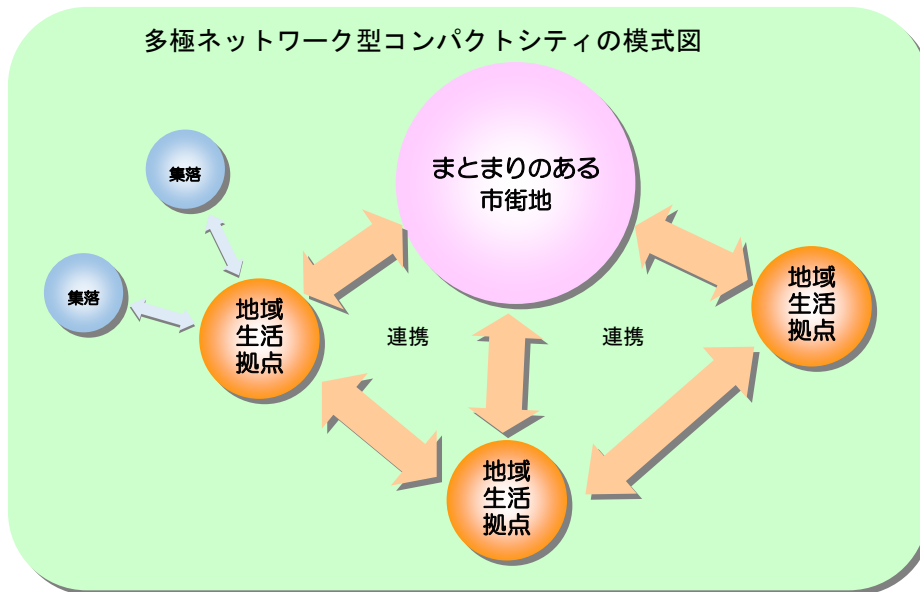 多極ネットワーク型コンパクトシティの模式図
まとまりのある
市街地
集落
集落
地域
生活
拠点
連携
連携
地域
生活
拠点
地域
生活
拠点